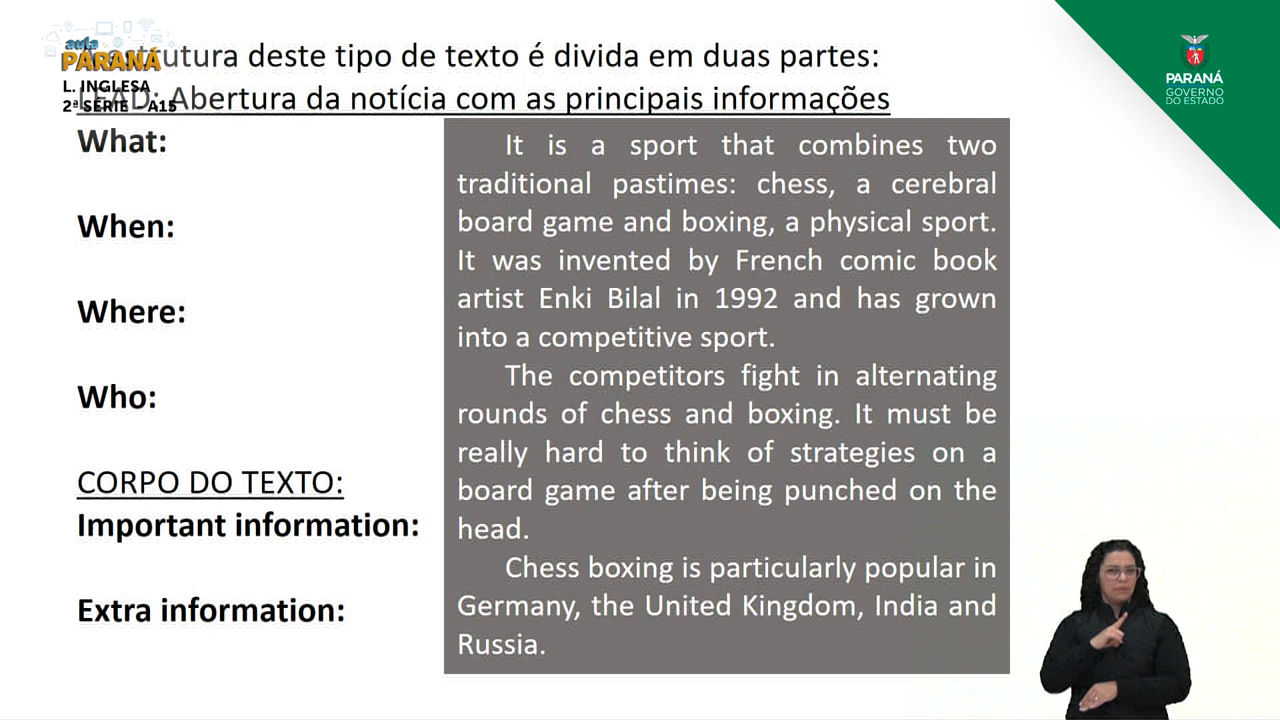 aula
PARANÁ
L. INGLESA
2ª SÉRIE A15
estrutura deste tipo de texto é divida em duas partes:
LEAD: Abertura da notícia com as principais informações
What:
When:
Where:
Who:
CORPO DO TEXTO:
Important information:
Extra information:
It is a sport that combines two
traditional pastimes: chess, a cerebral
board game and boxing, a physical sport.
It was invented by French comic book
artist Enki Bilal in 1992 and has grown
into a competitive sport.
The competitors fight in alternating
rounds of chess and boxing. It must be
really hard to think of strategies on a
board game after being punched on the
head.
Chess boxing is particularly popular in
Germany, the United Kingdom, India and
Russia.
PARANÁ
GOVERNO
DO ESTADO